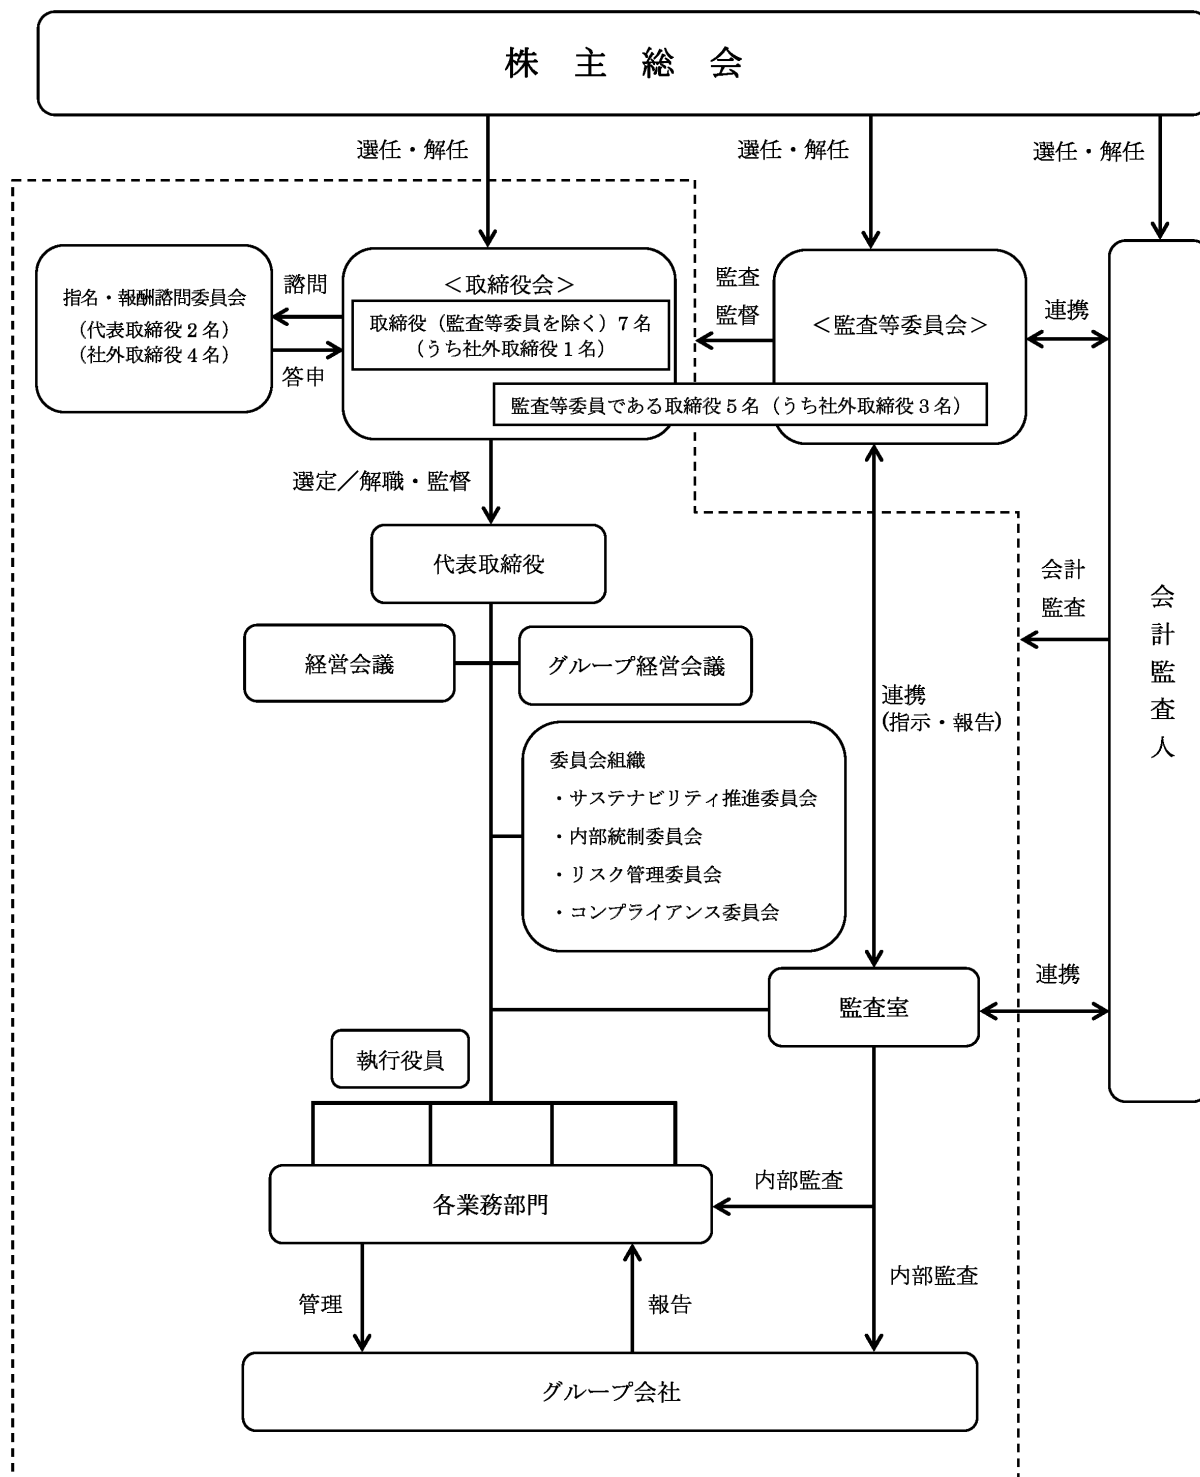 株 主 総 会
選任・解任
選任・解任
選任・解任
指名・報酬諮問委員会
（代表取締役2名）
（社外取締役4名）
諮問
答申
＜取締役会＞
取締役（監査等委員を除く）7名
（うち社外取締役1名）
監査
監督
＜監査等委員会＞
連携
監査等委員である取締役5名（うち社外取締役3名）
選定／解職・監督
代表取締役
経営会議
グループ経営会議
会計
監査
会計監査人
連携
(指示・報告)
委員会組織
・サステナビリティ推進委員会
・内部統制委員会
・リスク管理委員会
・コンプライアンス委員会
監査室
連携
執行役員
各業務部門
内部監査
内部監査
管理
報告
グループ会社